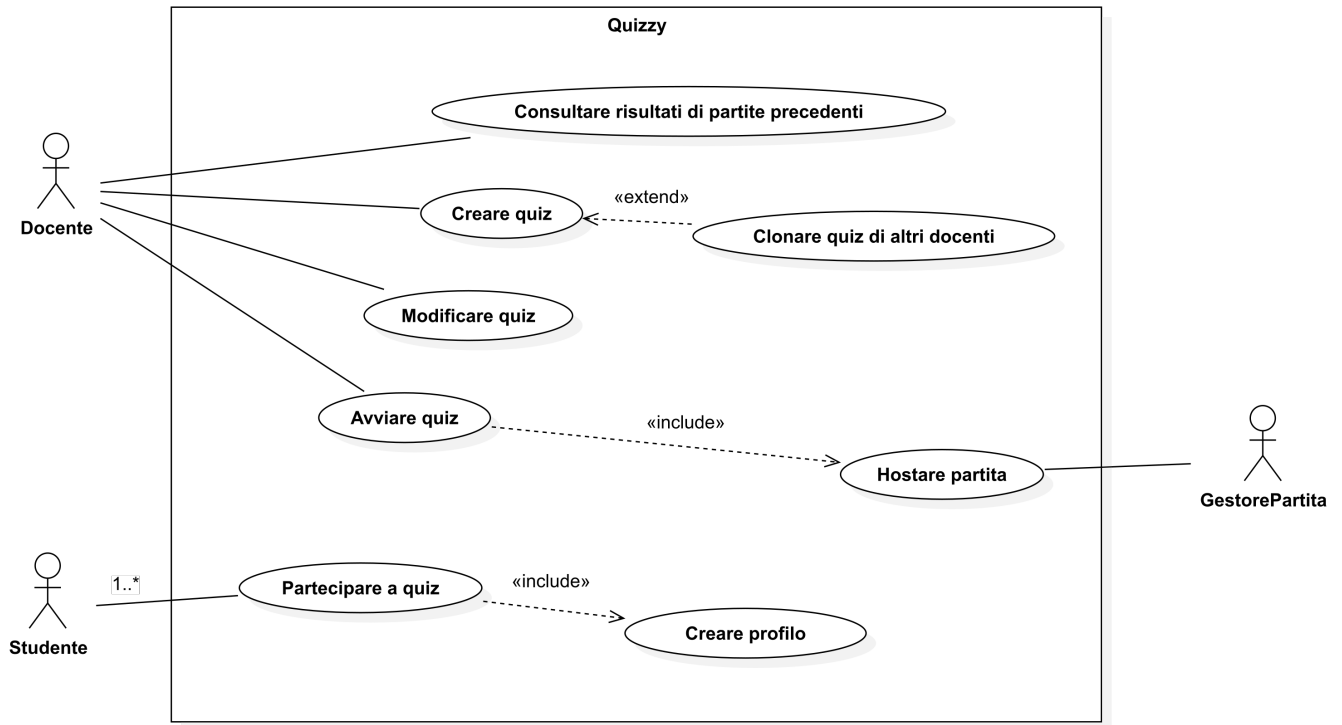 Quizzy
Consultare risultati di partite precedenti
Docente
Creare quiz
«extend»
Clonare quiz di altri docenti
Modificare quiz
Avviare quiz
«include»
Hostare partita
GestorePartita
Studente
1..*
Partecipare a quiz
«include»
Creare profilo